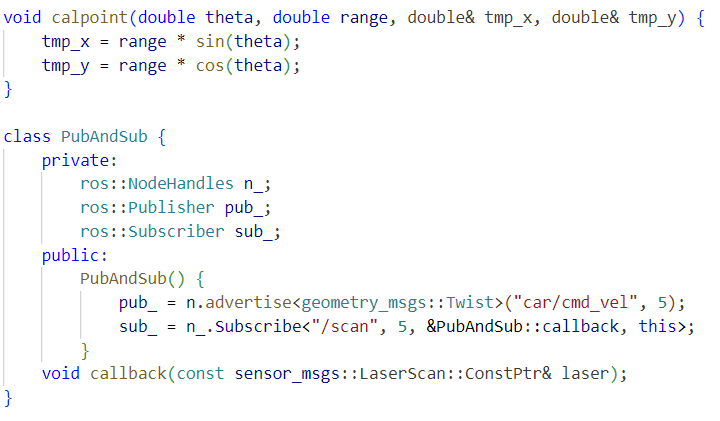 void calpoint(double theta, double range, double& tmp_x, double& tmp_y) {
    tmp_x = range * sin(theta);
    tmp_y = range * cos(theta);
}

class PubAndSub {
    private:
        ros::NodeHandles n_;
        ros::Publisher pub_;
        ros::Subscriber sub_;
    public:
        PubAndSub() {
            pub_ = n.advertise<geometry_msgs::Twist>("car/cmd_vel", 5);
            sub_ = n_.Subscribe<"/scan", 5, &PubAndSub::callback, this>;
        }
    void callback(const sensor_msgs::LaserScan::ConstPtr& laser);
}